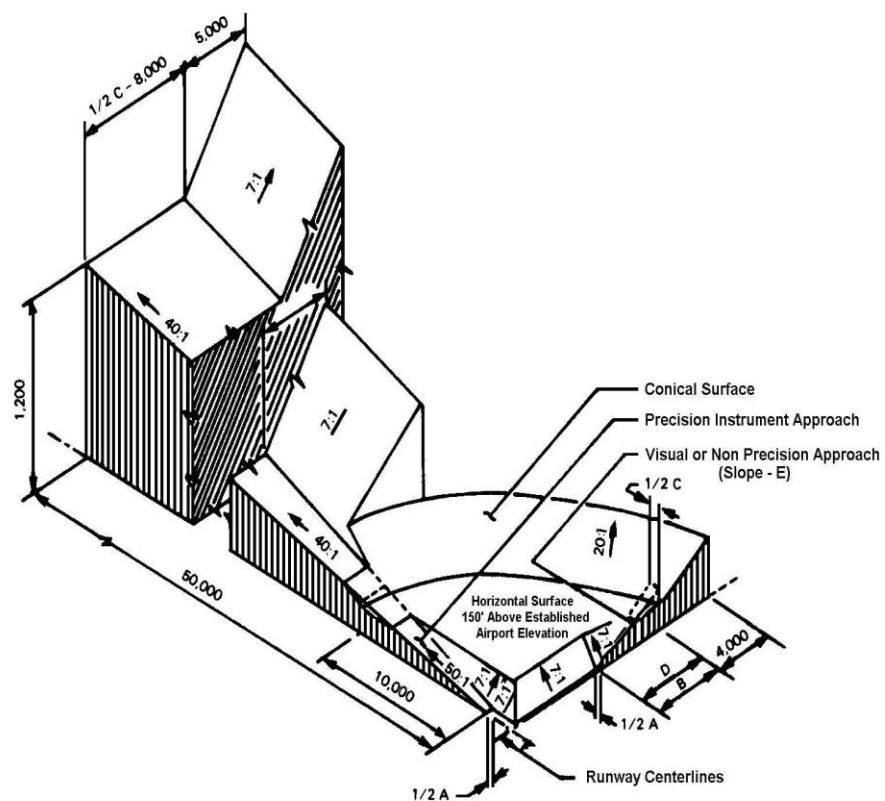 5,000
1/2 C - 8,000
7:1
40:1
1,200
7:1
Conical Surface
Precision Instrument Approach
Visual or Non Precision Approach
(Slope - E)
1/2 C
40:1
20:1
50,000
Horizontal Surface
150' Above Established
Airport Elevation
7:1
50:1
7:1
7:1
7:1
4,000
D
B
10,000
1/2 A
Runway Centerlines
1/2 A